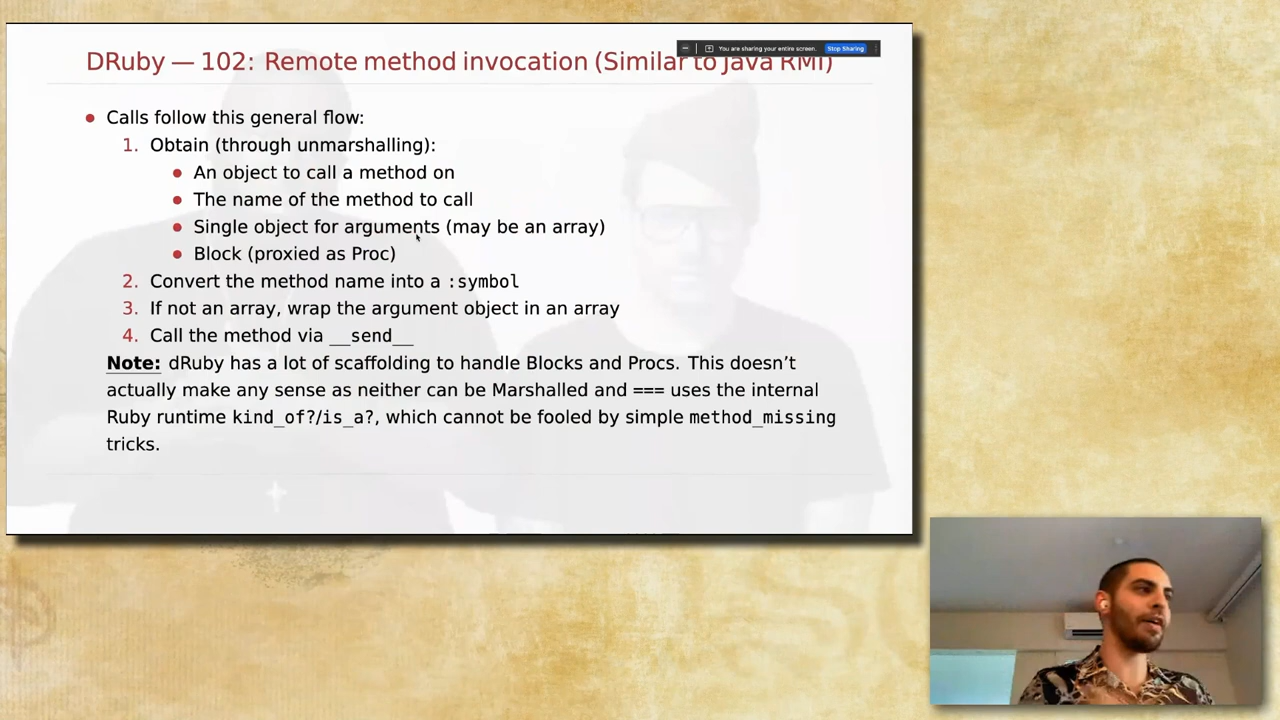 You are sharing your entire screen. Stop Sharing
DRuby — 102: Remote method invocation (Similar to Java RMI)
• Calls follow this general flow:
1. Obtain (through unmarshalling):
• An object to call a method on
• The name of the method to call
• Single object for arguments (may be an array)
• Block (proxied as Proc)
2. Convert the method name into a :symbol
3. If not an array, wrap the argument object in an array
4. Call the method via __send__
Note: dRuby has a lot of scaffolding to handle Blocks and Procs. This doesn’t
actually make any sense as neither can be Marshalled and === uses the internal
Ruby runtime kind_of?/is_a?, which cannot be fooled by simple method_missing
tricks.